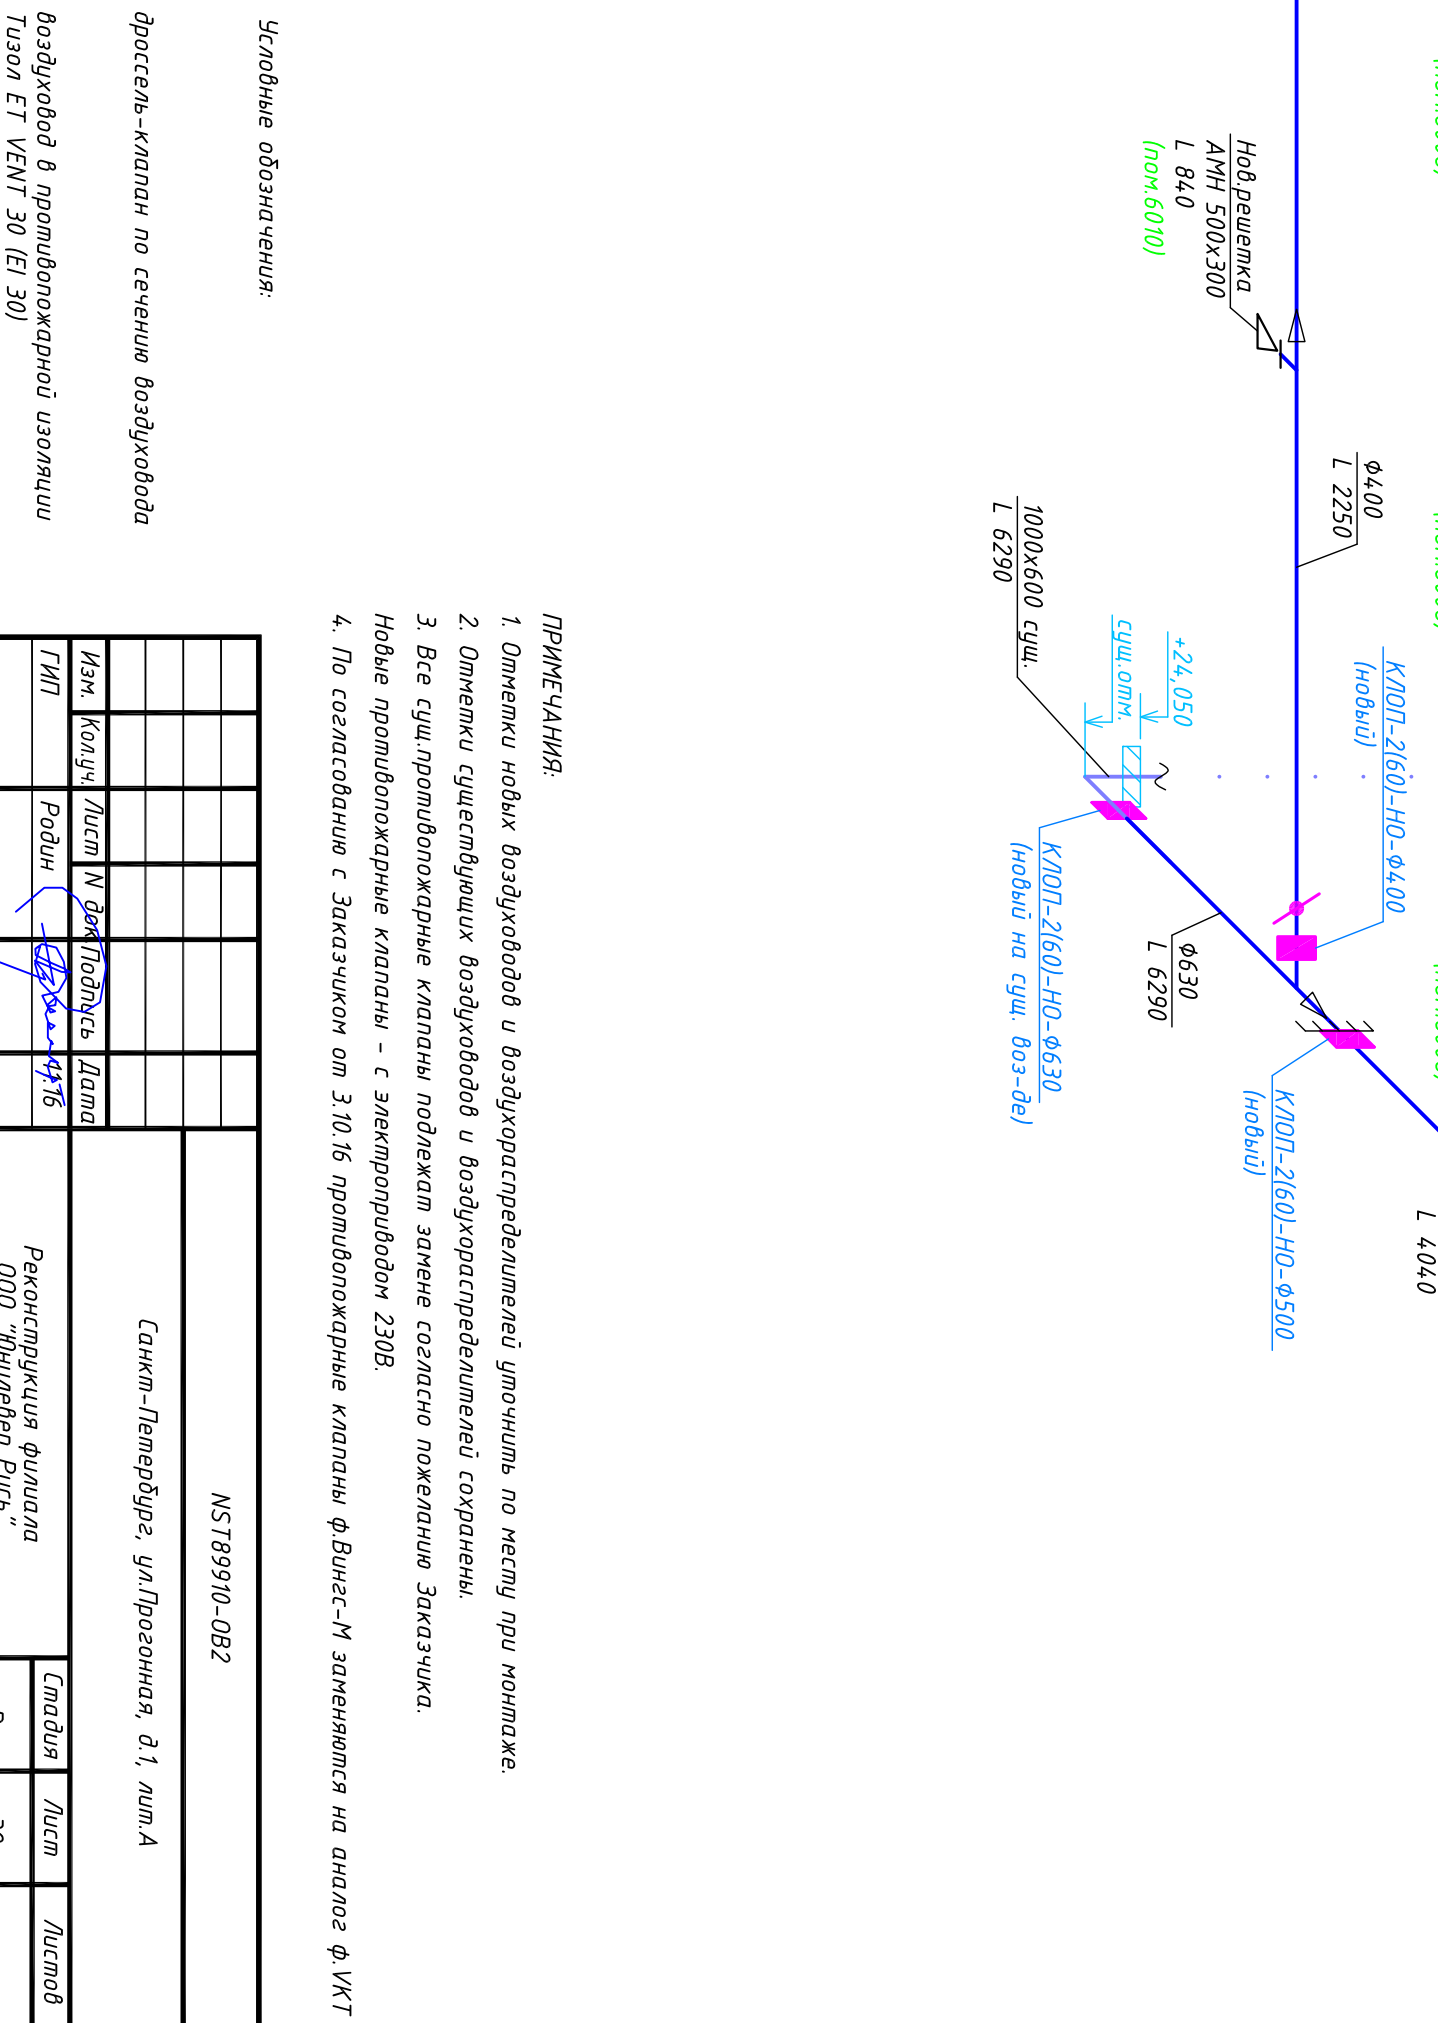 Нов.решетка
АМН 500x300
L 840
(пом.6010)
ф400
L 2250
КЛОП-2(60)-НО-ф400
(новый)
+24,050
сущ.отм.
1000x600 сущ.
L 6290
КЛОП-2(60)-НО-ф630
(новый на сущ. воз-де)
ф630
L 6290
КЛОП-2(60)-НО-ф500
(новый)
L 4040
ПРИМЕЧАНИЯ:
1. Отметки новых воздуховодов и воздухораспределителей уточнить по месту при монтаже.
2. Отметки существующих воздуховодов и воздухораспределителей сохранены.
3. Все сущ.противопожарные клапаны подлежат замене согласно пожеланию Заказчика.
Новые противопожарные клапаны - с электроприводом 230В.
4. По согласованию с Заказчиком от 3.10.16 противопожарные клапаны ф.Вингс-М заменяются на аналог ф.VKT
Условные обозначения:
дроссель-клапан по сечению воздуховода
воздуховод в противопожарной изоляции
Тизол ET VENT 30 (EI 30)
NST89910-ОВ2
Санкт-Петербург, ул.Прогонная, д.1, лит.А
Изм. Кол.уч. Лист N док. Подпись Дата
ГИП Родин 11.16
Реконструкция филиала
ООО "Юнилевер Русь"
Стадия Лист Листов